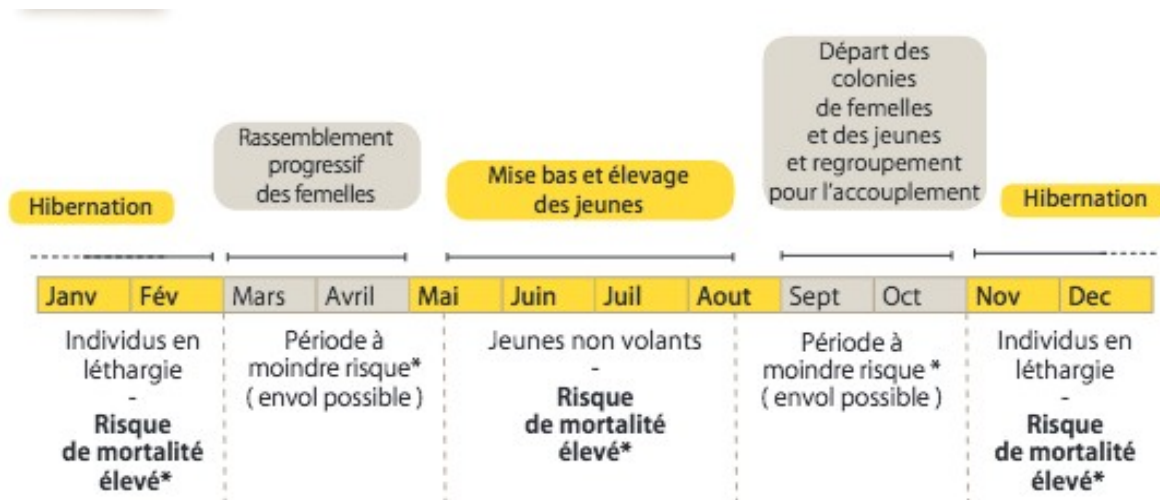 Hibernation
Rassemblement
progressif
des femelles
Mise bas et élevage
des jeunes
Départ des
colonies
de femelles
et des jeunes
et regroupement
pour l'accouplement
Hibernation
Janv Fév Mars Avril Mai Juin Juil Aout Sept Oct Nov Dec
Individus en
léthargie
-
Risque
de mortalité
élevé*
Période à
moindre risque*
( envol possible )
Jeunes non volants
-
Risque
de mortalité
élevé*
Période à
moindre risque *
( envol possible )
Individus en
léthargie
-
Risque
de mortalité
élevé*